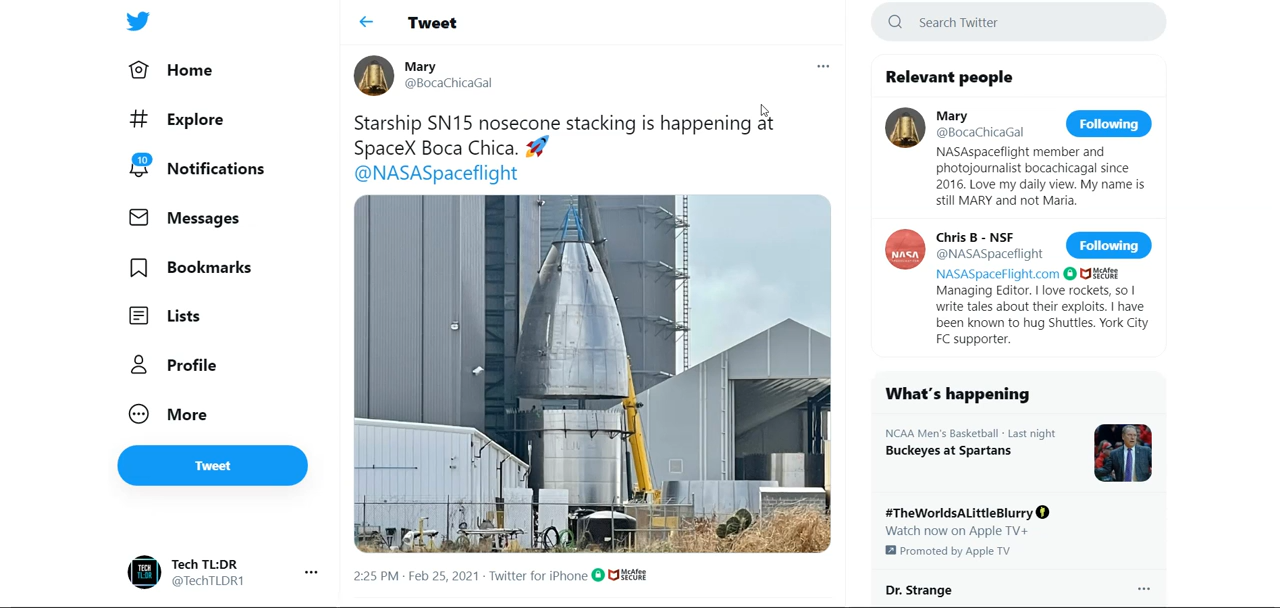 Home
Explore
10
Notifications
Messages
Bookmarks
Lists
Profile
More
Tweet
TECH
TL;DR
Tech TL:DR
@TechTLDR1
Tweet
Mary
@BocaChicaGal
Starship SN15 nosecone stacking is happening at
SpaceX Boca Chica.
@NASASpaceflight
2:25 PM · Feb 25, 2021 · Twitter for iPhone McAfee SECURE
Search Twitter
Relevant people
Mary
@BocaChicaGal
Following
NASAspaceflight member and
photojournalist bocachicagal since
2016. Love my daily view. My name is
still MARY and not Maria.
NASA
Chris B - NSF
@NASASpaceflight
Following
NASASpaceFlight.com McAfee SECURE
Managing Editor. I love rockets, so I
write tales about their exploits. I have
been known to hug Shuttles. York City
FC supporter.
What's happening
NCAA Men's Basketball · Last night
Buckeyes at Spartans
#TheWorldsALittleBlurry
Watch now on Apple TV+
Promoted by Apple TV
Dr. Strange